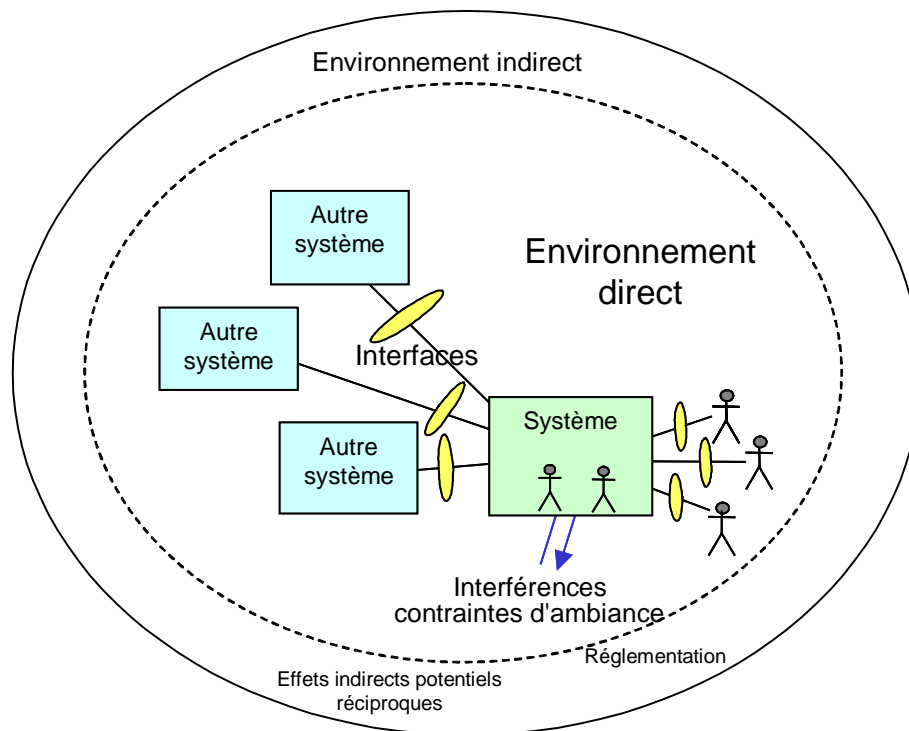 Environnement indirect
Autre
système
Environnement
direct
Autre
système
Interfaces
Système
Autre
système
Interférences
contraintes d'ambiance
Réglementation
Effets indirects potentiels
réciproques